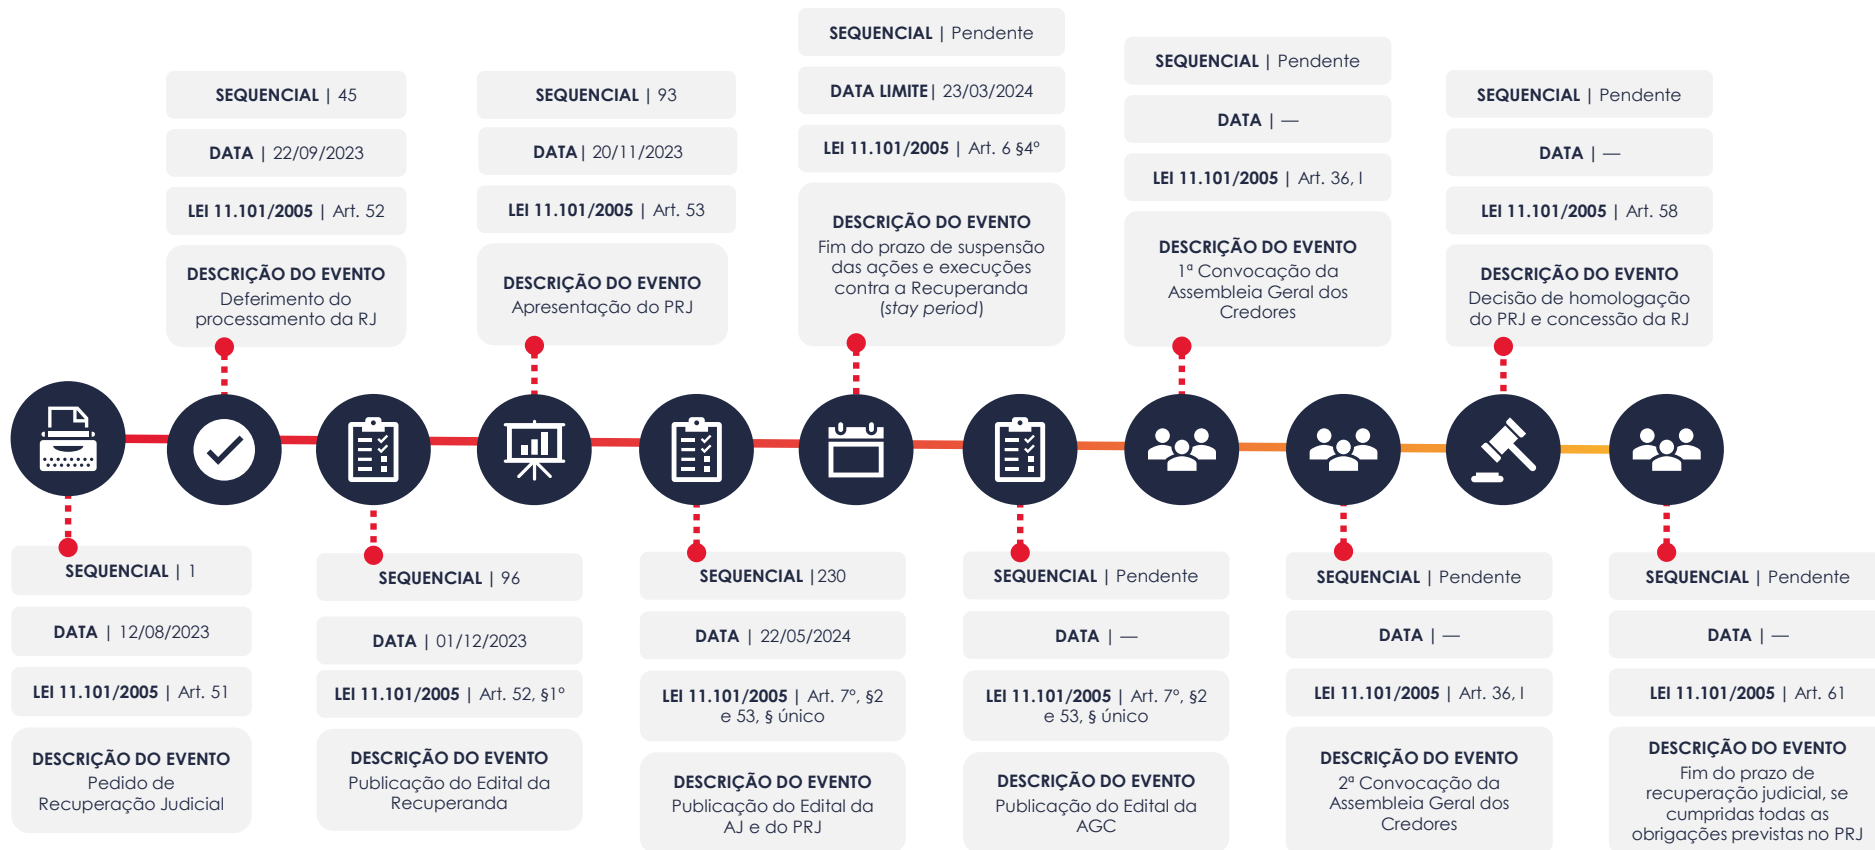 SEQUENCIAL | 45
DATA | 22/09/2023
LEI 11.101/2005 | Art. 52
DESCRIÇÃO DO EVENTO
Deferimento do
processamento da RJ
SEQUENCIAL | 93
DATA| 20/11/2023
LEI 11.101/2005 | Art. 53
DESCRIÇÃO DO EVENTO
Apresentação do PRJ
SEQUENCIAL | Pendente
DATA LIMITE| 23/03/2024
LEI 11.101/2005 | Art. 6 §4º
DESCRIÇÃO DO EVENTO
Fim do prazo de suspensão
das ações e execuções
contra a Recuperanda
(stay period)
SEQUENCIAL | Pendente
DATA | —
LEI 11.101/2005 | Art. 36, I
DESCRIÇÃO DO EVENTO
1ª Convocação da
Assembleia Geral dos
Credores
SEQUENCIAL | Pendente
DATA | —
LEI 11.101/2005 | Art. 58
DESCRIÇÃO DO EVENTO
Decisão de homologação
do PRJ e concessão da RJ
SEQUENCIAL | 1
DATA | 12/08/2023
LEI 11.101/2005 | Art. 51
DESCRIÇÃO DO EVENTO
Pedido de
Recuperação Judicial
SEQUENCIAL | 96
DATA | 01/12/2023
LEI 11.101/2005 | Art. 52, §1º
DESCRIÇÃO DO EVENTO
Publicação do Edital da
Recuperanda
SEQUENCIAL |230
DATA | 22/05/2024
LEI 11.101/2005 | Art. 7º, §2
e 53, § único
DESCRIÇÃO DO EVENTO
Publicação do Edital da
AJ e do PRJ
SEQUENCIAL | Pendente
DATA | —
LEI 11.101/2005 | Art. 7º, §2
e 53, § único
DESCRIÇÃO DO EVENTO
Publicação do Edital da
AGC
SEQUENCIAL | Pendente
DATA | —
LEI 11.101/2005 | Art. 36, I
DESCRIÇÃO DO EVENTO
2ª Convocação da
Assembleia Geral dos
Credores
SEQUENCIAL | Pendente
DATA | —
LEI 11.101/2005 | Art. 61
DESCRIÇÃO DO EVENTO
Fim do prazo de
recuperação judicial, se
cumpridas todas as
obrigações previstas no PRJ